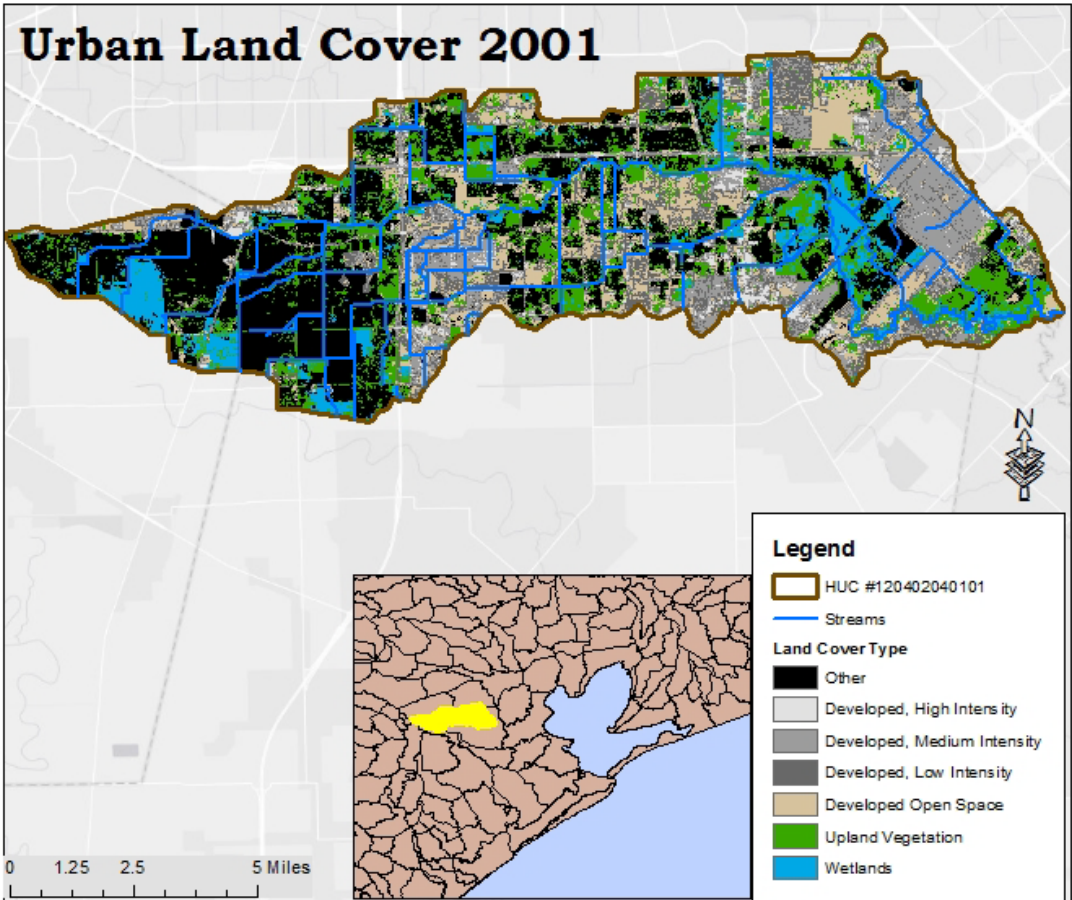 Urban Land Cover 2001
N
Legend
HUC #120402040101
Streams
Land Cover Type
Other
Developed, High Intensity
Developed, Medium Intensity
Developed, Low Intensity
Developed Open Space
Upland Vegetation
Wetlands
0 1.25 2.5 5 Miles